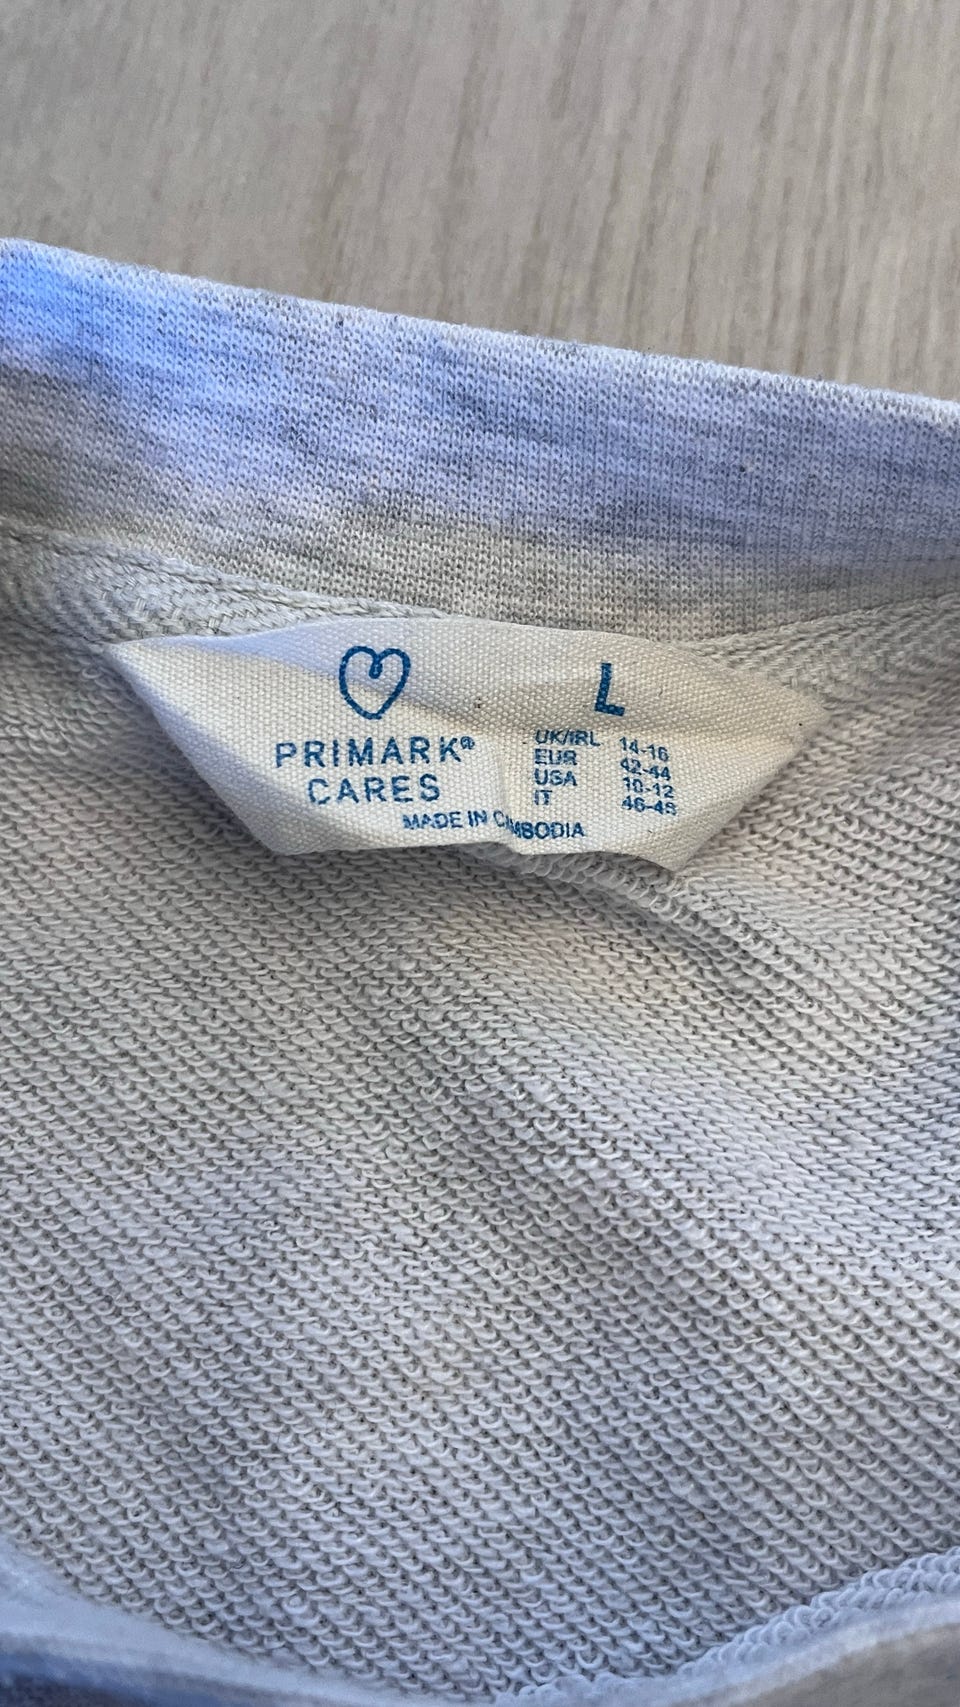 L
PRIMARK®
CARES
UK/IRL 14-16
EUR 42-44
USA 10-12
IT 46-48
MADE IN CAMBODIA